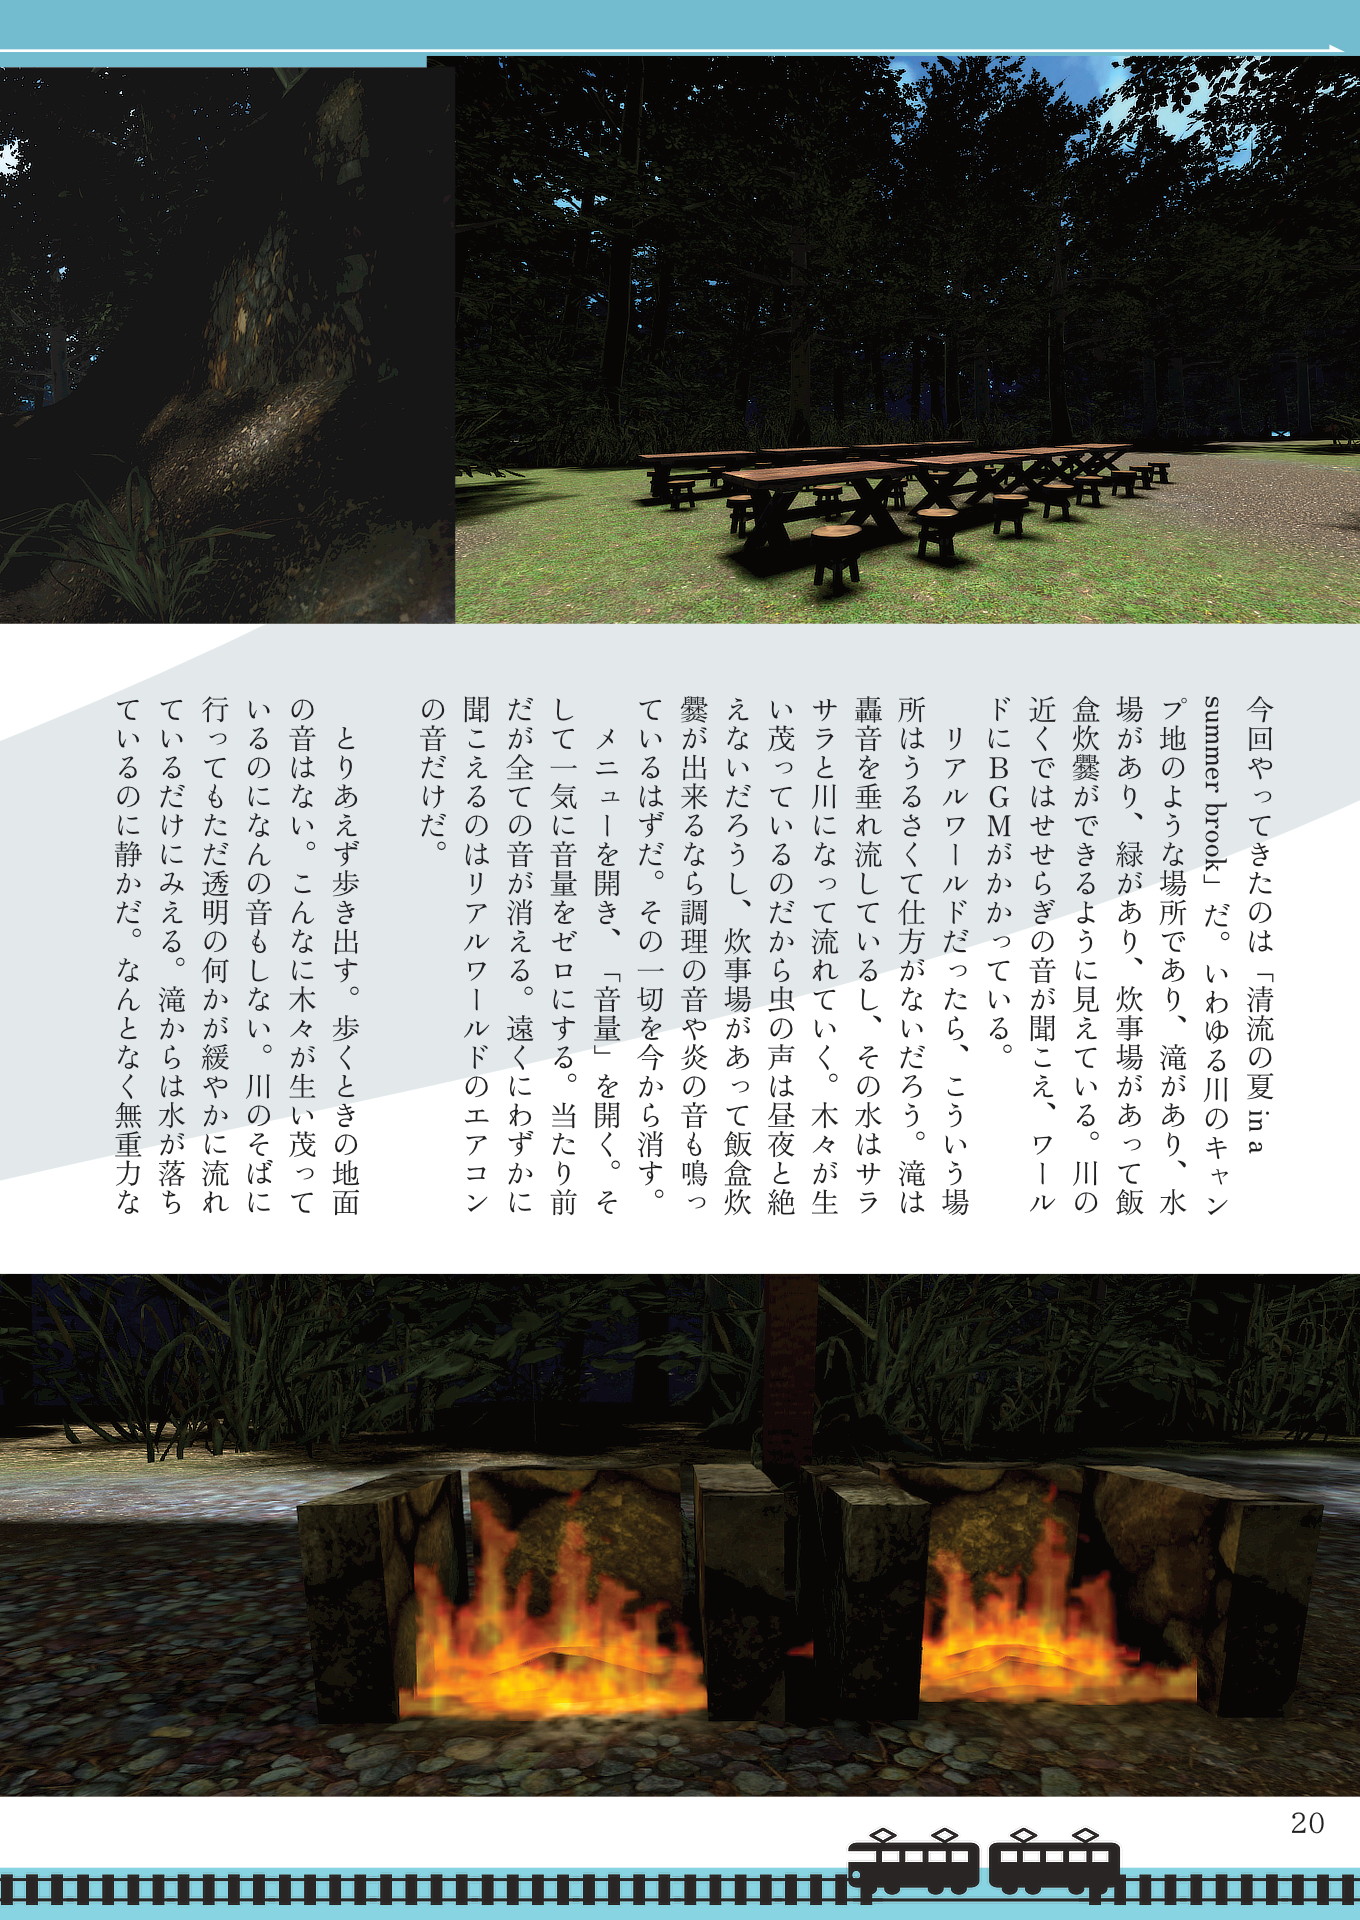 今回やってきたのは「清流の夏 in a
summer brook」だ。いわゆる川のキャン
プ地のような場所であり、滝があり、水
場があり、緑があり、炊事場があって飯
盒炊爨ができるように見えている。川の
近くではせせらぎの音が聞こえ、ワール
ドにBGMがかかっている。
　リアルワールドだったら、こういう場
所はうるさくて仕方がないだろう。滝は
轟音を垂れ流しているし、その水はサラ
サラと川になって流れていく。木々が生
い茂っているのだから虫の声は昼夜と絶
えないだろうし、炊事場があって飯盒炊
爨が出来るなら調理の音や炎の音も鳴っ
ているはずだ。その一切を今から消す。
　メニューを開き、「音量」を開く。そ
して一気に音量をゼロにする。当たり前
だが全ての音が消える。遠くにわずかに
聞こえるのはリアルワールドのエアコン
の音だけだ。
　とりあえず歩き出す。歩くときの地面
の音はない。こんなに木々が生い茂って
いるのになんの音もしない。川のそばに
行ってもただ透明の何かが緩やかに流れ
ているだけにみえる。滝からは水が落ち
ているのに静かだ。なんとなく無重力な
20